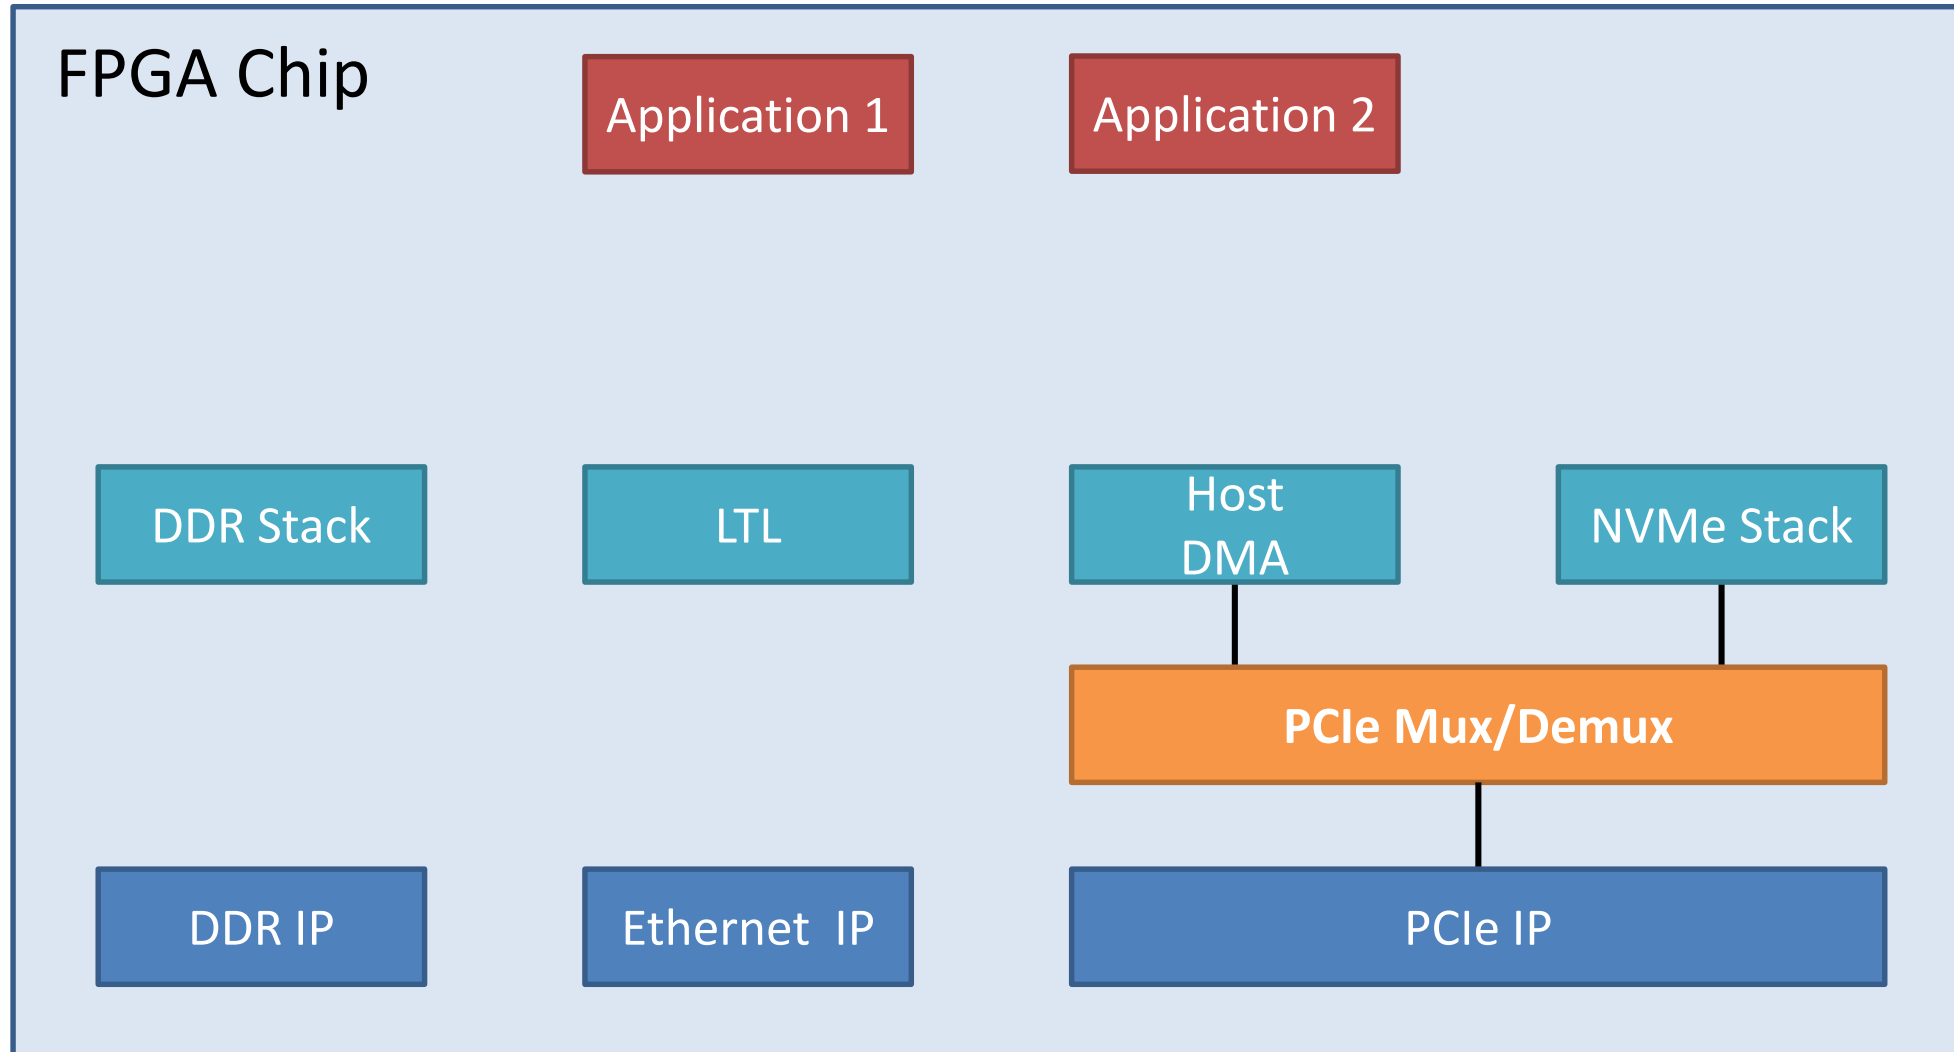 FPGA Chip
Application 1
Application 2
DDR Stack
LTL
Host
DMA
NVMe Stack
PCIe Mux/Demux
DDR IP
Ethernet  IP
PCIe IP